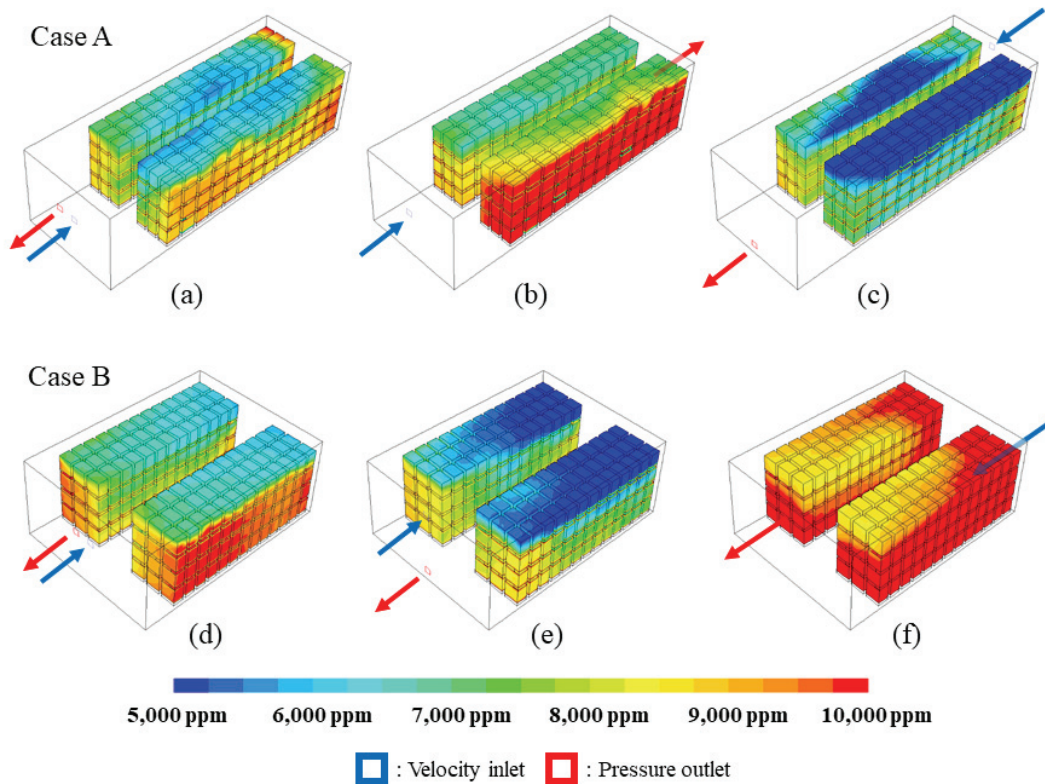 Case A
(a)
(b)
(c)
Case B
(d)
(e)
(f)
5,000 ppm 6,000 ppm 7,000 ppm 8,000 ppm 9,000 ppm 10,000 ppm
: Velocity inlet : Pressure outlet